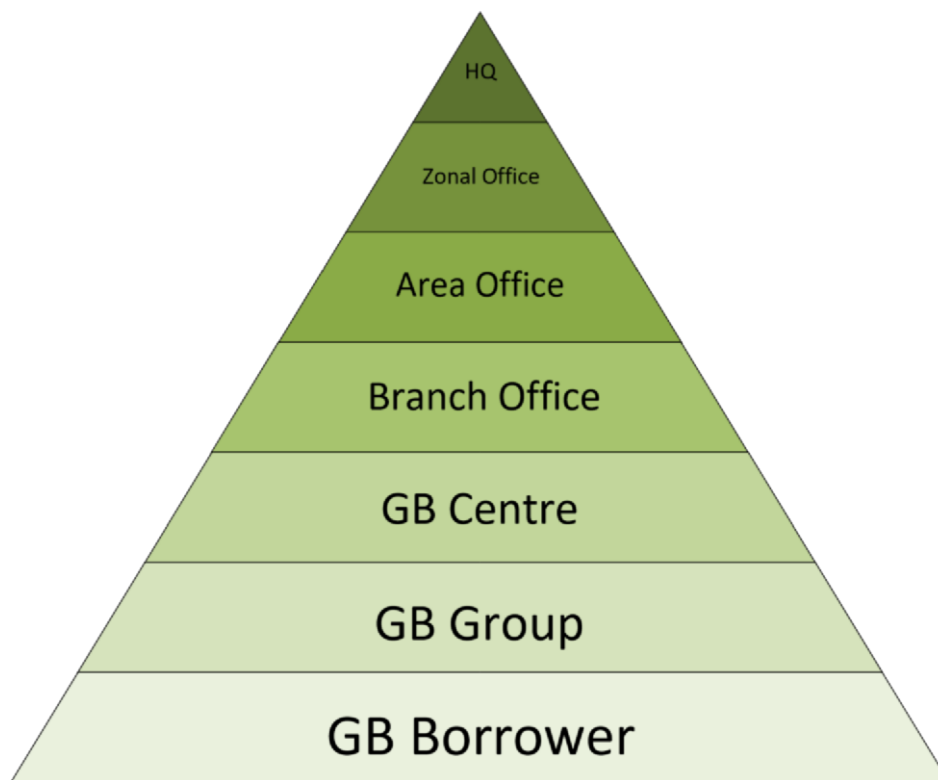 HQ
Zonal Office
Area Office
Branch Office
GB Centre
GB Group
GB Borrower